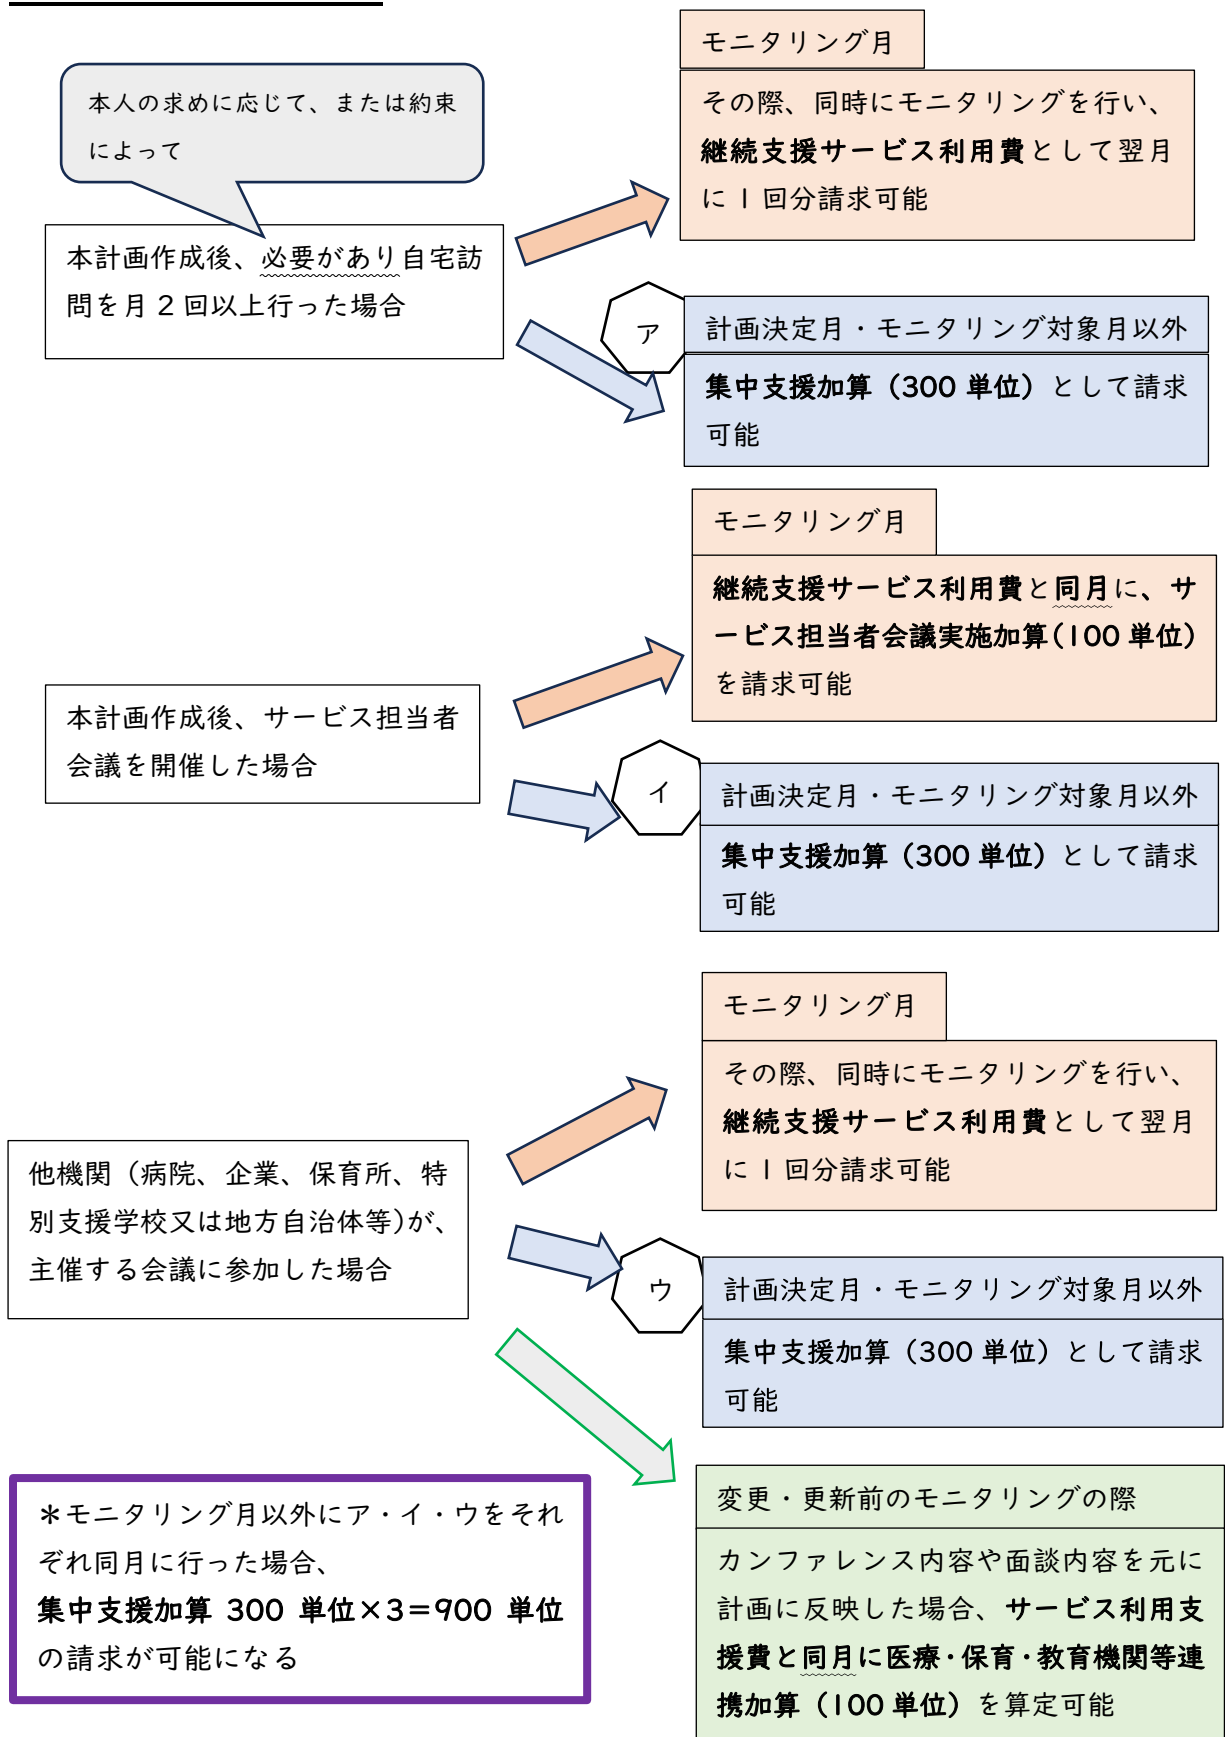 モニタリング月
その際、同時にモニタリングを行い、
継続支援サービス利用費として翌月
に1回分請求可能
本人の求めに応じて、または約束
によって
本計画作成後、必要があり自宅訪
問を月2回以上行った場合
ア
計画決定月・モニタリング対象月以外
集中支援加算（300単位）として請求
可能
モニタリング月
継続支援サービス利用費と同月に、サ
ービス担当者会議実施加算(100単位)
を請求可能
本計画作成後、サービス担当者
会議を開催した場合
イ
計画決定月・モニタリング対象月以外
集中支援加算（300単位）として請求
可能
モニタリング月
その際、同時にモニタリングを行い、
継続支援サービス利用費として翌月
に1回分請求可能
他機関（病院、企業、保育所、特
別支援学校又は地方自治体等)が、
主催する会議に参加した場合
ウ
計画決定月・モニタリング対象月以外
集中支援加算（300単位）として請求
可能
変更・更新前のモニタリングの際
カンファレンス内容や面談内容を元に
計画に反映した場合、サービス利用支
援費と同月に医療・保育・教育機関等連
携加算（100単位）を算定可能
＊モニタリング月以外にア・イ・ウをそれ
ぞれ同月に行った場合、
集中支援加算 300 単位×3＝900 単位
の請求が可能になる